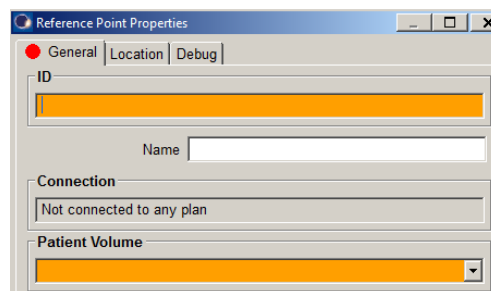 Reference Point Properties
General Location Debug
ID
Name
Connection
Not connected to any plan
Patient Volume